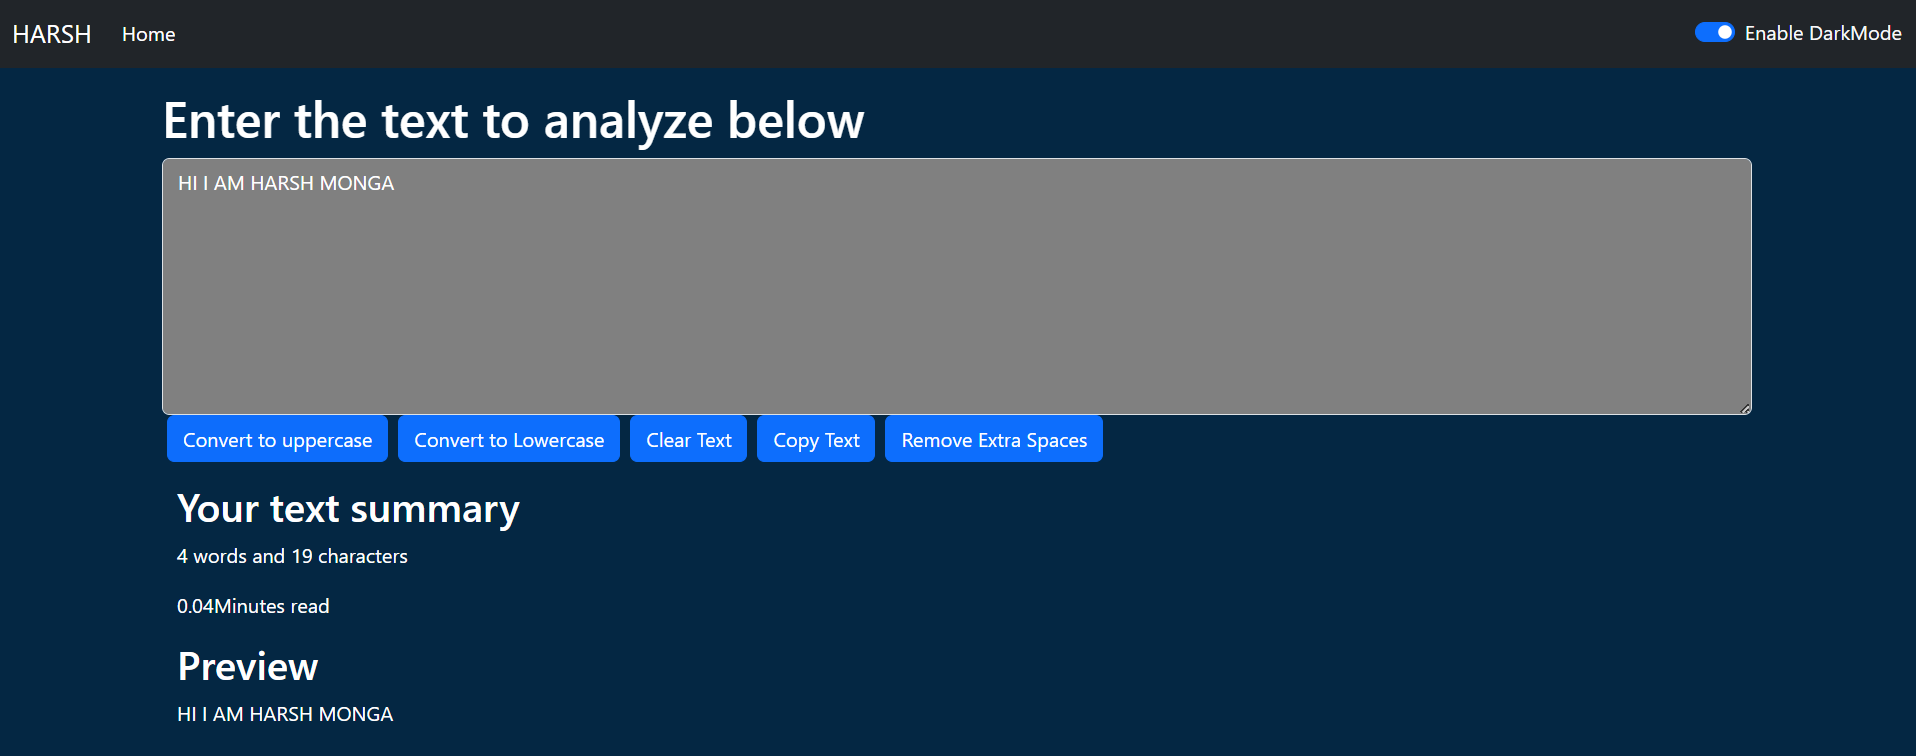 HARSH Home Enable DarkMode
Enter the text to analyze below
HI I AM HARSH MONGA
Convert to uppercase Convert to Lowercase Clear Text Copy Text Remove Extra Spaces
Your text summary
4 words and 19 characters
0.04Minutes read
Preview
HI I AM HARSH MONGA